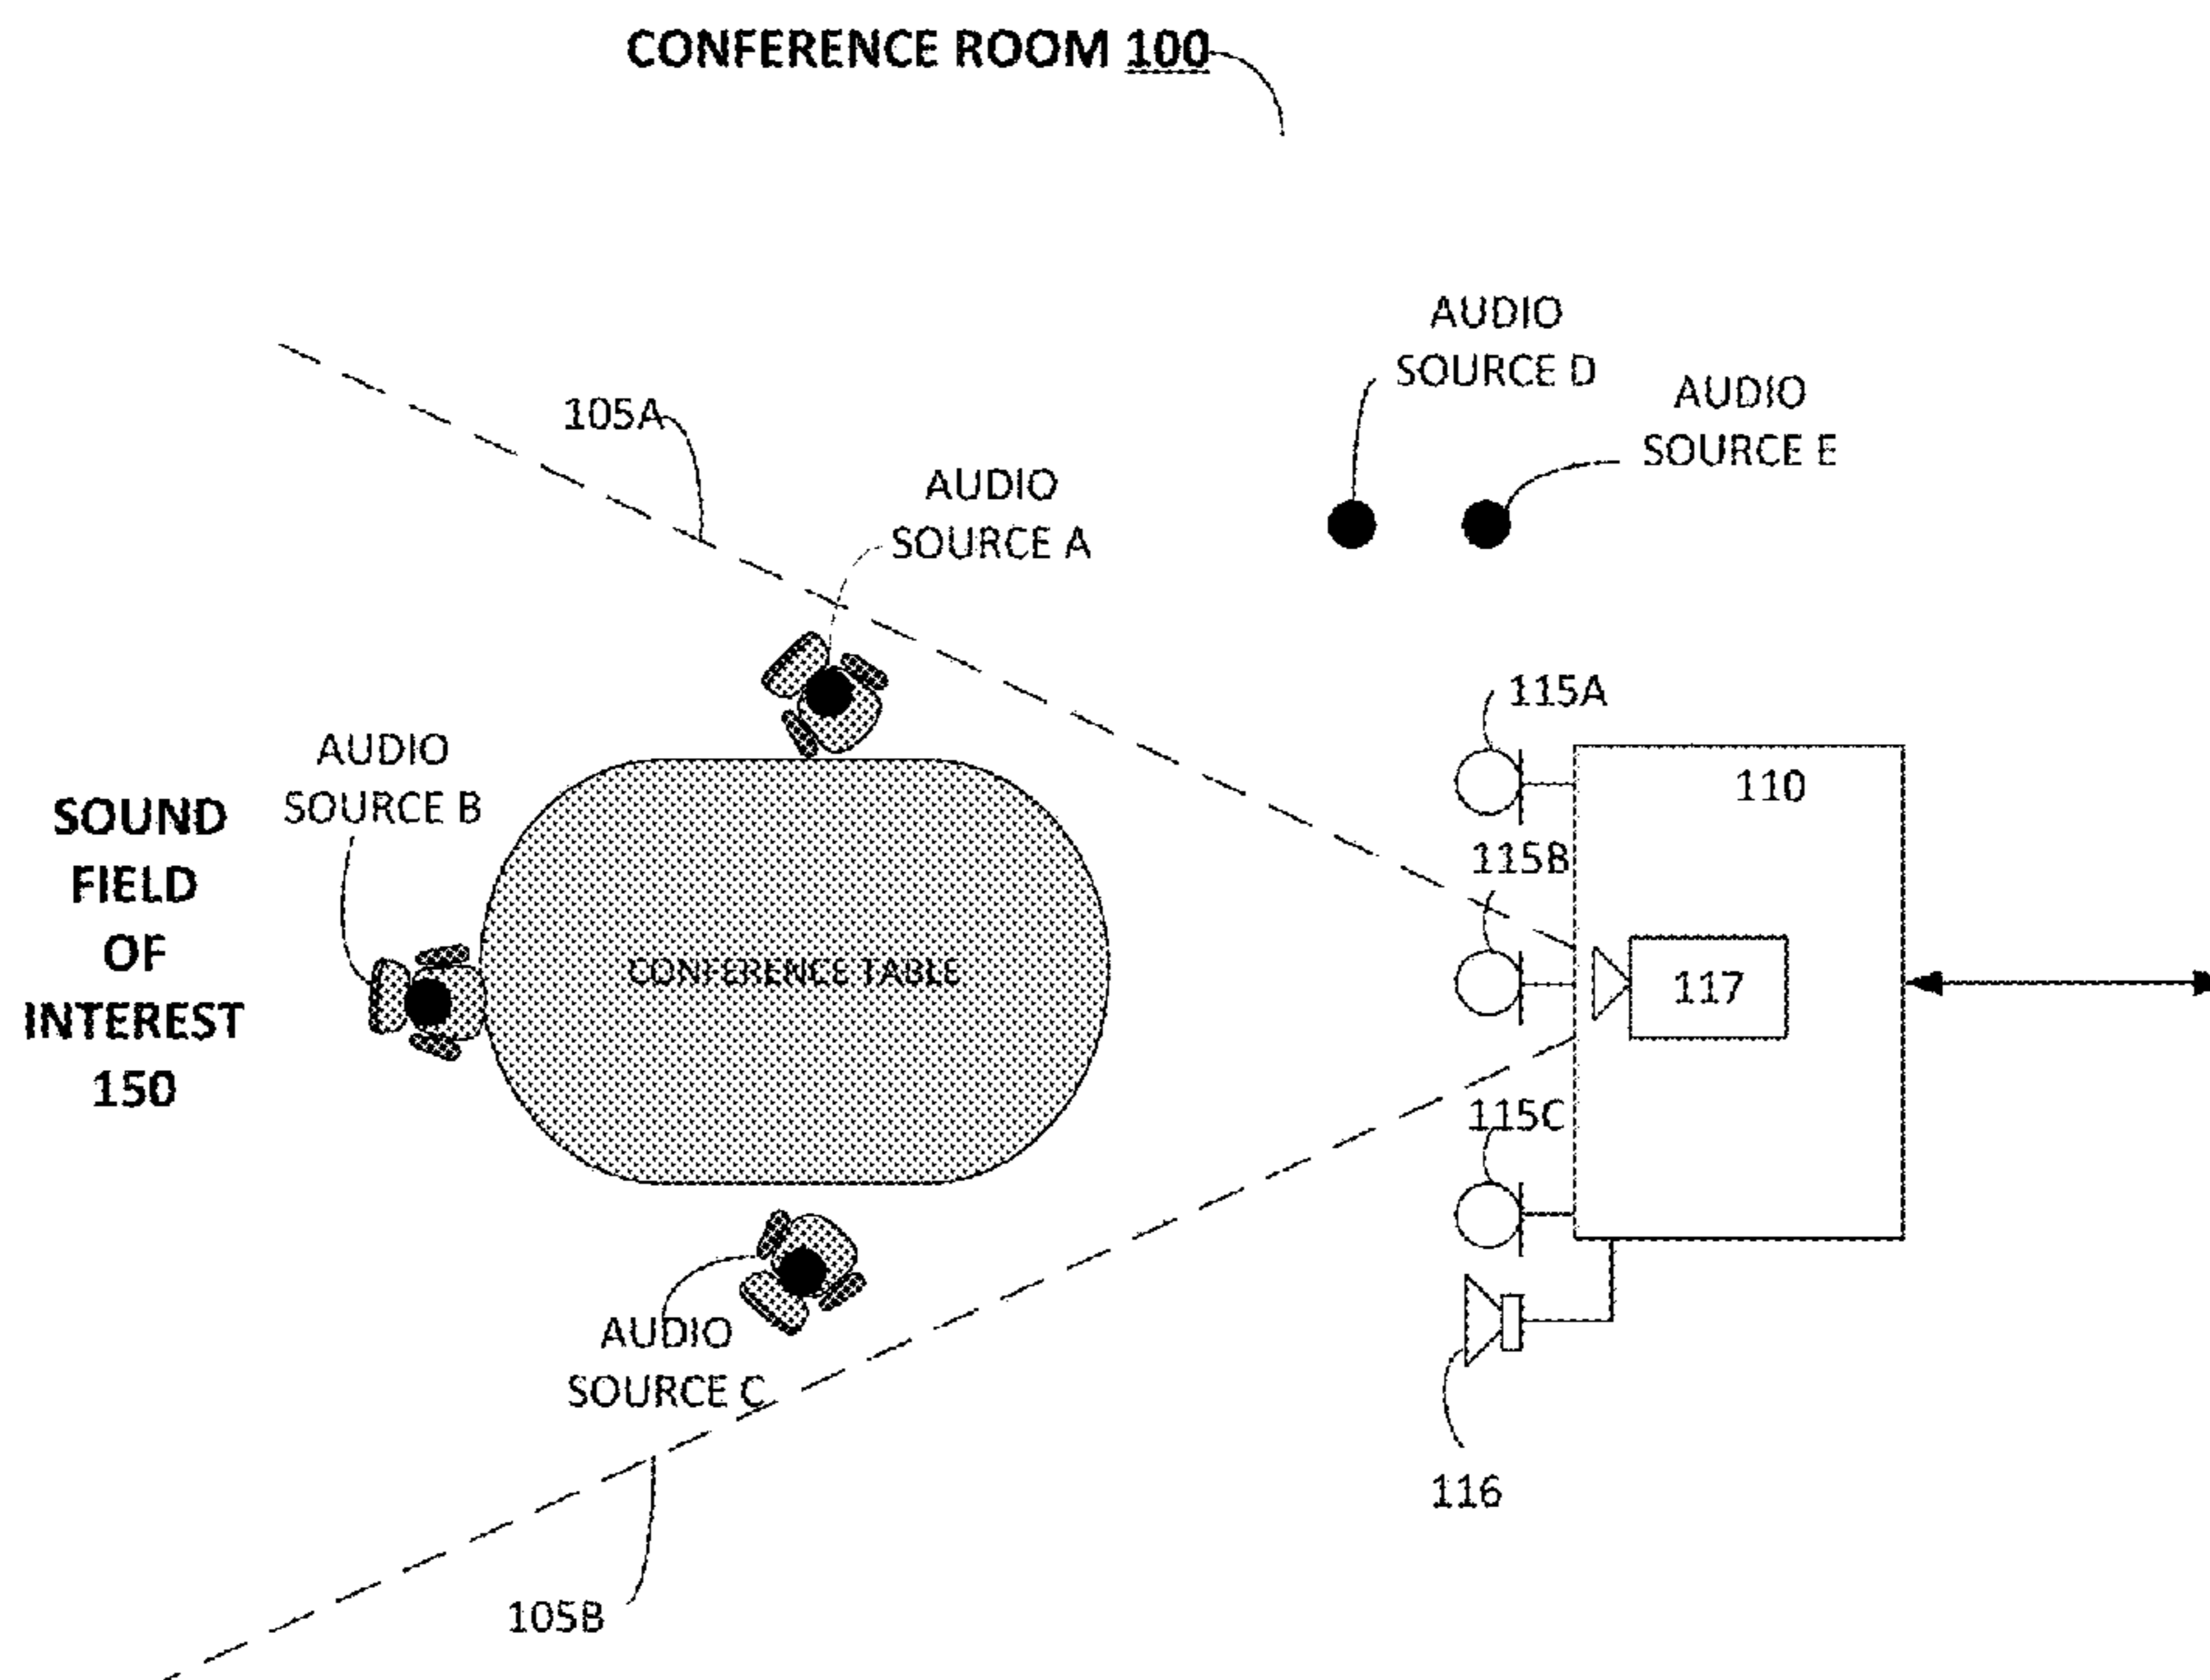 CONFERENCE ROOM 100
AUDIO
SOURCE D
AUDIO
SOURCE E
105A
AUDIO
SOURCE A
115A
AUDIO
SOURCE B
110
SOUND
FIELD
OF
INTEREST
150
115B
CONFERENCE TABLE
117
115C
AUDIO
SOURCE C
116
105B